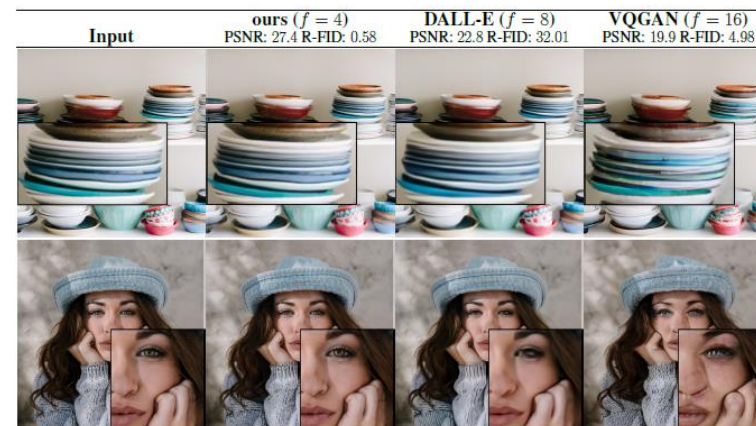 Input
ours (f = 4)
PSNR: 27.4 R-FID: 0.58
DALL-E (f = 8)
PSNR: 22.8 R-FID: 32.01
VQGAN (f = 16)
PSNR: 19.9 R-FID: 4.98